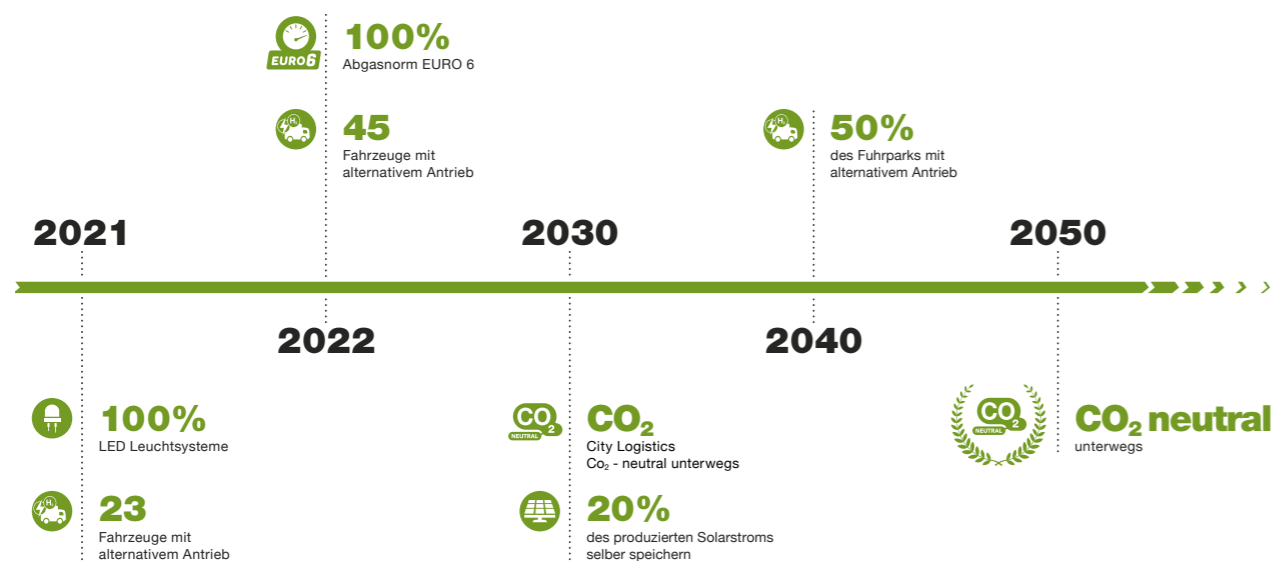 EURO6
100%
Abgasnorm EURO 6
45
Fahrzeuge mit
alternativem Antrieb
50%
des Fuhrparks mit
alternativem Antrieb
2021
2030
2050
2022
2040
100%
LED Leuchtsysteme
23
Fahrzeuge mit
alternativem Antrieb
CO₂
NEUTRAL
CO₂
City Logistics
Co₂ - neutral unterwegs
20%
des produzierten Solarstroms
selber speichern
CO₂
NEUTRAL
CO₂ neutral
unterwegs